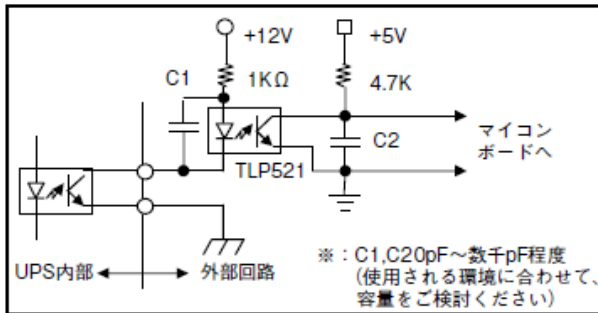 +12V
+5V
C1
1KΩ
4.7K
C2
TLP521
マイコン
ボードへ
UPS内部
外部回路
※：C1,C20pF～数千pF程度
(使用される環境に合わせて、
容量をご検討ください)